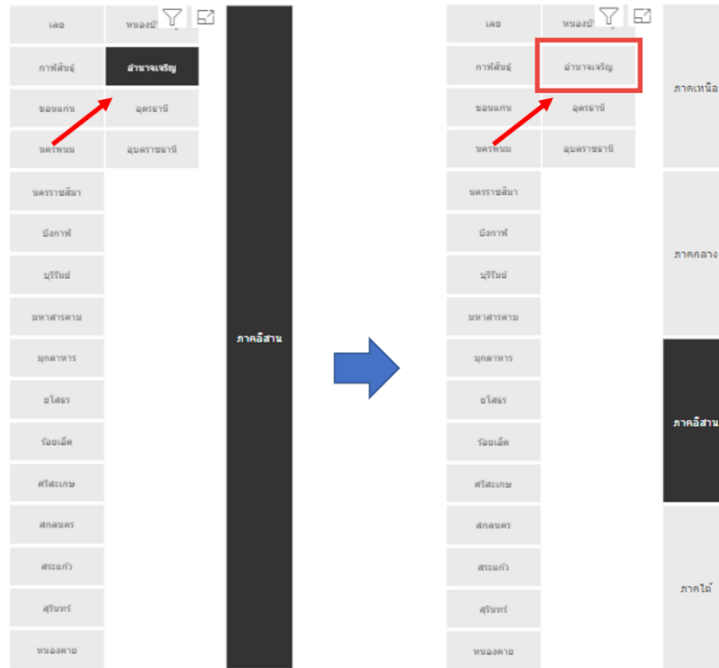 เลย
กาฬสินธุ์
อำนาจเจริญ
ขอนแก่น
อุดรธานี
นครพนม
อุบลราชธานี
นครราชสีมา
บึงกาฬ
บุรีรัมย์
มหาสารคาม
มุกดาหาร
ยโสธร
ร้อยเอ็ด
ศรีสะเกษ
สกลนคร
สระแก้ว
สุรินทร์
หนองคาย
ภาคอีสาน
เลย
กาฬสินธุ์
อำนาจเจริญ
ขอนแก่น
อุดรธานี
นครพนม
อุบลราชธานี
นครราชสีมา
บึงกาฬ
บุรีรัมย์
มหาสารคาม
มุกดาหาร
ยโสธร
ร้อยเอ็ด
ศรีสะเกษ
สกลนคร
สระแก้ว
สุรินทร์
หนองคาย
ภาคเหนือ
ภาคกลาง
ภาคอีสาน
ภาคใต้